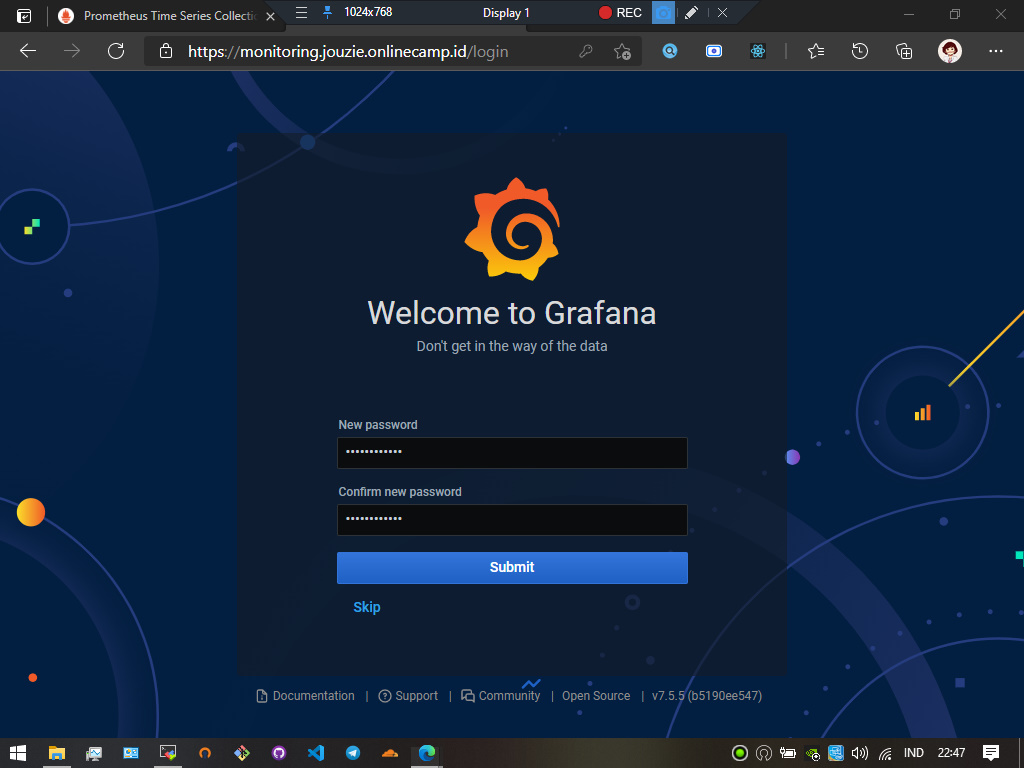 Prometheus Time Series Collectic
1024x768
Display 1
REC
https://monitoring.jouzie.onlinecamp.id/login
Welcome to Grafana
Don't get in the way of the data
New password
••••••••••••
Confirm new password
••••••••••••
Submit
Skip
Documentation | Support | Community | Open Source | v7.5.5 (b5190ee547)
IND 22:47